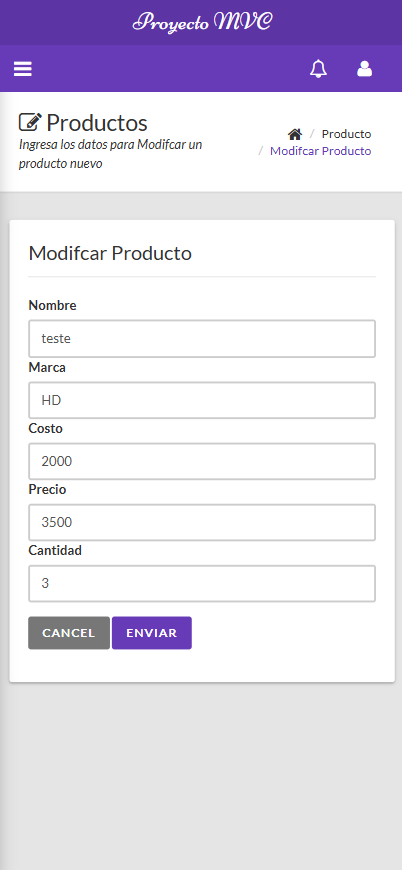 Proyecto MVC
Productos
Ingresa los datos para Modifcar un
producto nuevo
/ Producto
/ Modifcar Producto
Modifcar Producto
Nombre
teste
Marca
HD
Costo
2000
Precio
3500
Cantidad
3
CANCEL ENVIAR